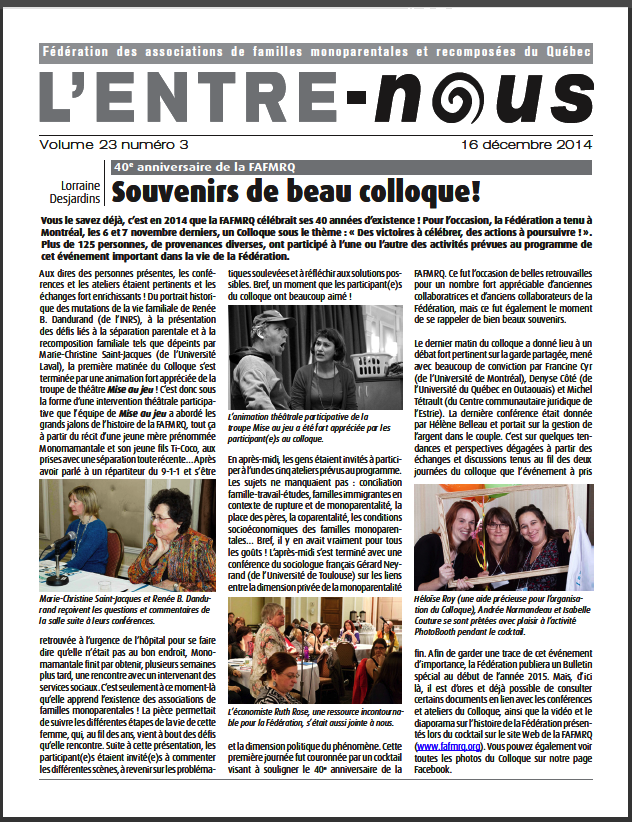 Fédération des associations de familles monoparentales et recomposées du Québec
L'ENTRE-nous
Volume 23 numéro 3
16 décembre 2014
40e anniversaire de la FAFMRQ
Lorraine
Desjardins
Souvenirs de beau colloque!
Vous le savez déjà, c'est en 2014 que la FAFMRQ célébrait ses 40 années d'existence ! Pour l'occasion, la Fédération a tenu à
Montréal, les 6 et 7 novembre derniers, un Colloque sous le thème : « Des victoires à célébrer, des actions à poursuivre ! ».
Plus de 125 personnes, de provenances diverses, ont participé à l'une ou l'autre des activités prévues au programme de
cet événement important dans la vie de la Fédération.
Aux dires des personnes présentes, les confé-
rences et les ateliers étaient pertinents et les
échanges fort enrichissants ! Du portrait histori-
que des mutations de la vie familiale de Renée
B. Dandurand (de l'INRS), à la présentation
des défis liés à la séparation parentale et à la
recomposition familiale tels que dépeints par
Marie-Christine Saint-Jacques (de l'Université
Laval), la première matinée du Colloque s'est
terminée par une animation fort appréciée de la
troupe de théâtre Mise au jeu ! C'est donc sous
la forme d'une intervention théâtrale participa-
tive que l'équipe de Mise au jeu a abordé les
grands jalons de l'histoire de la FAFMRQ, tout ça
à partir du récit d'une jeune mère prénommée
Monomamantale et son jeune fils Ti-Coco, aux
prises avec une séparation toute récente... Après
avoir parlé à un répartiteur du 9-1-1 et s'être
Marie-Christine Saint-Jacques et Renée B. Dandu-
rand reçoivent les questions et commentaires de
la salle suite à leurs conférences.
retrouvée à l'urgence de l'hôpital pour se faire
dire qu'elle n'était pas au bon endroit, Mono-
mamantale finit par obtenir, plusieurs semaines
plus tard, une rencontre avec un intervenant des
services sociaux. C'est seulement à ce moment-là
qu'elle apprend l'existence des associations de
familles monoparentales ! La pièce permettait
de suivre les différentes étapes de la vie de cette
femme, qui, au fil des ans, vient à bout des défis
qu'elle rencontre. Suite à cette présentation, les
participant(e)s étaient invité(e)s à commenter
les différentes scènes, à revenir sur les probléma-
tiques soulevées et à réfléchir aux solutions pos-
sibles. Bref, un moment que les participant(e)s
du colloque ont beaucoup aimé !
L'animation théâtrale participative de la
troupe Mise au jeu a été fort appréciée par les
participant(e)s au colloque.
En après-midi, les gens étaient invités à partici-
per à l'un des cinq ateliers prévus au programme.
Les sujets ne manquaient pas : conciliation
famille-travail-études, familles immigrantes en
contexte de rupture et de monoparentalité, la
place des pères, la coparentalité, les conditions
socioéconomiques des familles monoparen-
tales... Bref, il y en avait vraiment pour tous
les goûts ! L'après-midi s'est terminé avec une
conférence du sociologue français Gérard Ney-
rand (de l'Université de Toulouse) sur les liens
entre la dimension privée de la monoparentalité
L'économiste Ruth Rose, une ressource incontourna-
ble pour la Fédération, s'était aussi jointe à nous.
et la dimension politique du phénomène. Cette
première journée fut couronnée par un cocktail
visant à souligner le 40e anniversaire de la
FAFMRQ. Ce fut l'occasion de belles retrouvailles
pour un nombre fort appréciable d'anciennes
collaboratrices et d'anciens collaborateurs de la
Fédération, mais ce fut également le moment
de se rappeler de bien beaux souvenirs.
Le dernier matin du colloque a donné lieu à un
débat fort pertinent sur la garde partagée, mené
avec beaucoup de conviction par Francine Cyr
(de l'Université de Montréal), Denyse Côté (de
l'Université du Québec en Outaouais) et Michel
Tétrault (du Centre communautaire juridique de
l'Estrie). La dernière conférence était donnée
par Hélène Belleau et portait sur la gestion de
l'argent dans le couple. C'est sur quelques ten-
dances et perspectives dégagées à partir des
échanges et discussions tenus au fil des deux
journées du colloque que l'événement à pris
Héloïse Roy (une aide précieuse pour l'organisa-
tion du Colloque), Andrée Normandeau et Isabelle
Couture se sont prêtées avec plaisir à l'activité
PhotoBooth pendant le cocktail.
fin. Afin de garder une trace de cet événement
d'importance, la Fédération publiera un Bulletin
spécial au début de l'année 2015. Mais, d'ici
là, il est d'ores et déjà possible de consulter
certains documents en lien avec les conférences
et ateliers du Colloque, ainsi que la vidéo et le
diaporama sur l'histoire de la Fédération présen-
tés lors du cocktail sur le site Web de la FAFMRQ
(www.fafmrq.org). Vous pouvez également voir
toutes les photos du Colloque sur notre page
Facebook.